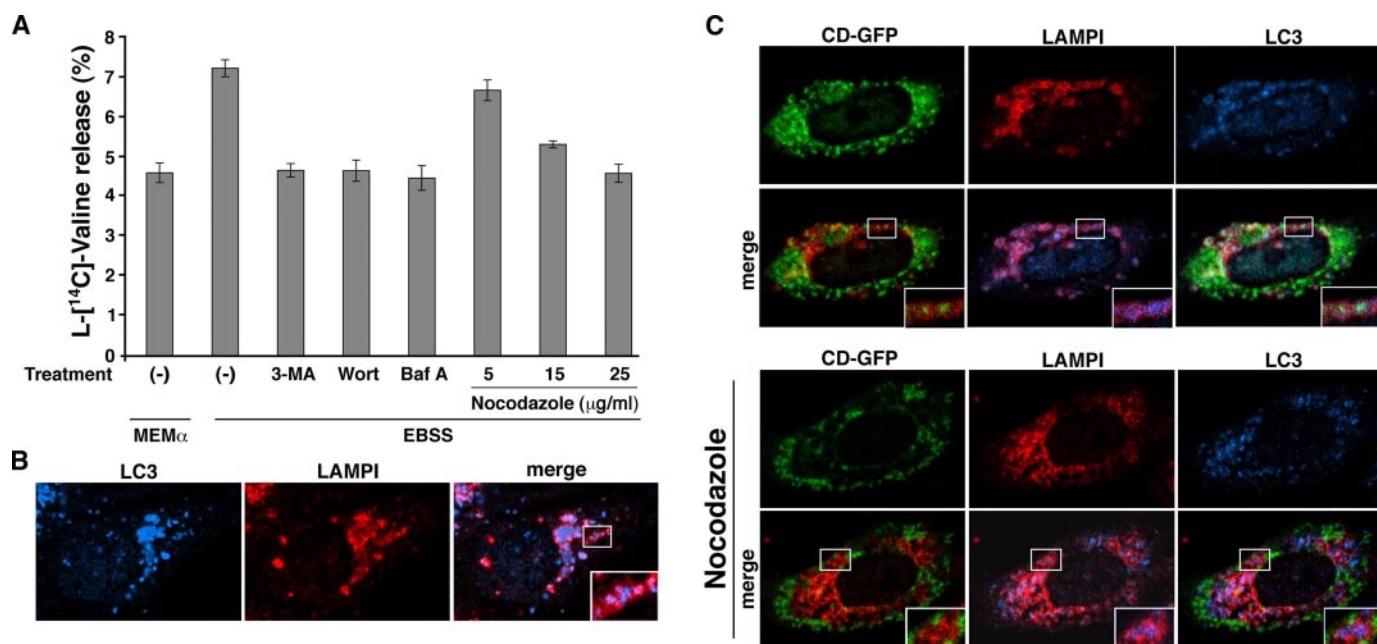 A
L-[¹⁴C]-Valine release (%)
8
7
6
5
4
3
2
1
0
Treatment (-) (-) 3-MA Wort Baf A 5 15 25
Nocodazole (μg/ml)
MEMα EBSS
B
LC3 LAMPI merge
C
CD-GFP LAMPI LC3
merge
CD-GFP LAMPI LC3
Nocodazole
merge